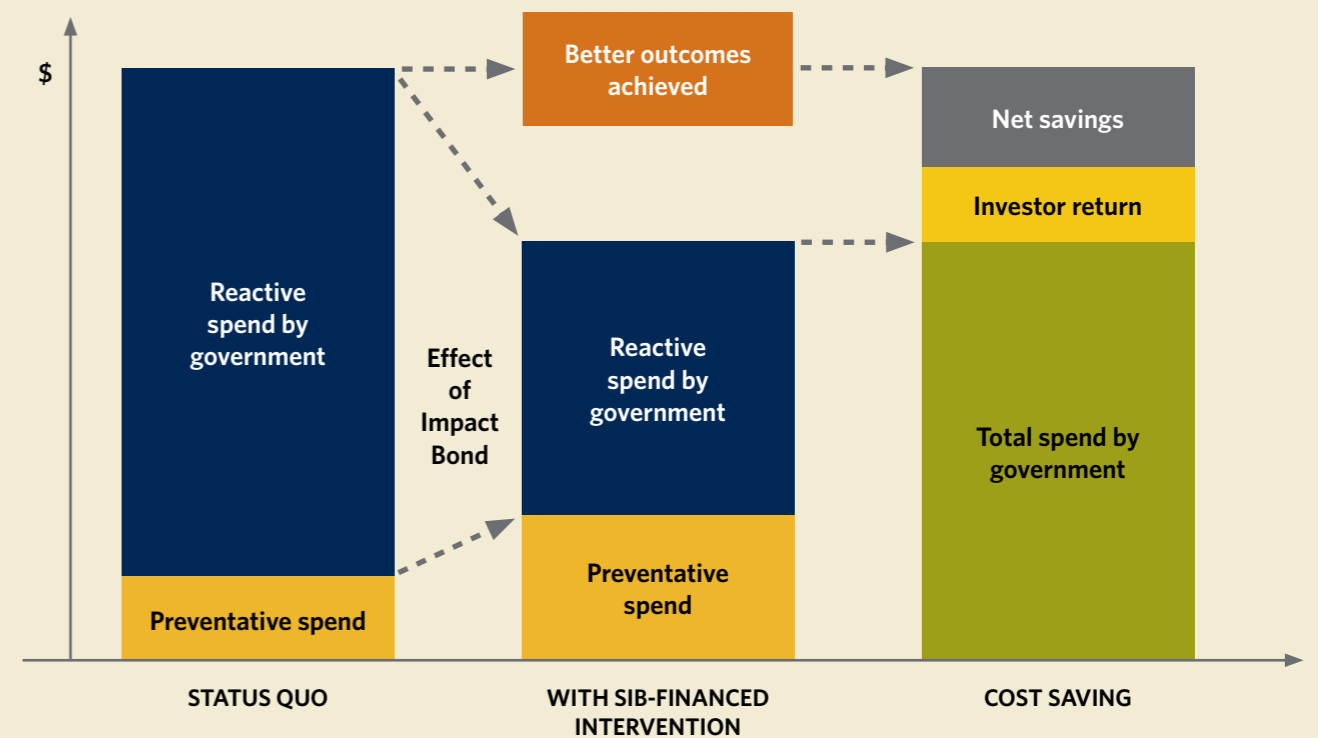 $
Reactive
spend by
government
Preventative spend
Effect
of
Impact
Bond
Better outcomes
achieved
Reactive
spend by
government
Preventative
spend
Net savings
Investor return
Total spend by
government
STATUS QUO
WITH SIB-FINANCED
INTERVENTION
COST SAVING